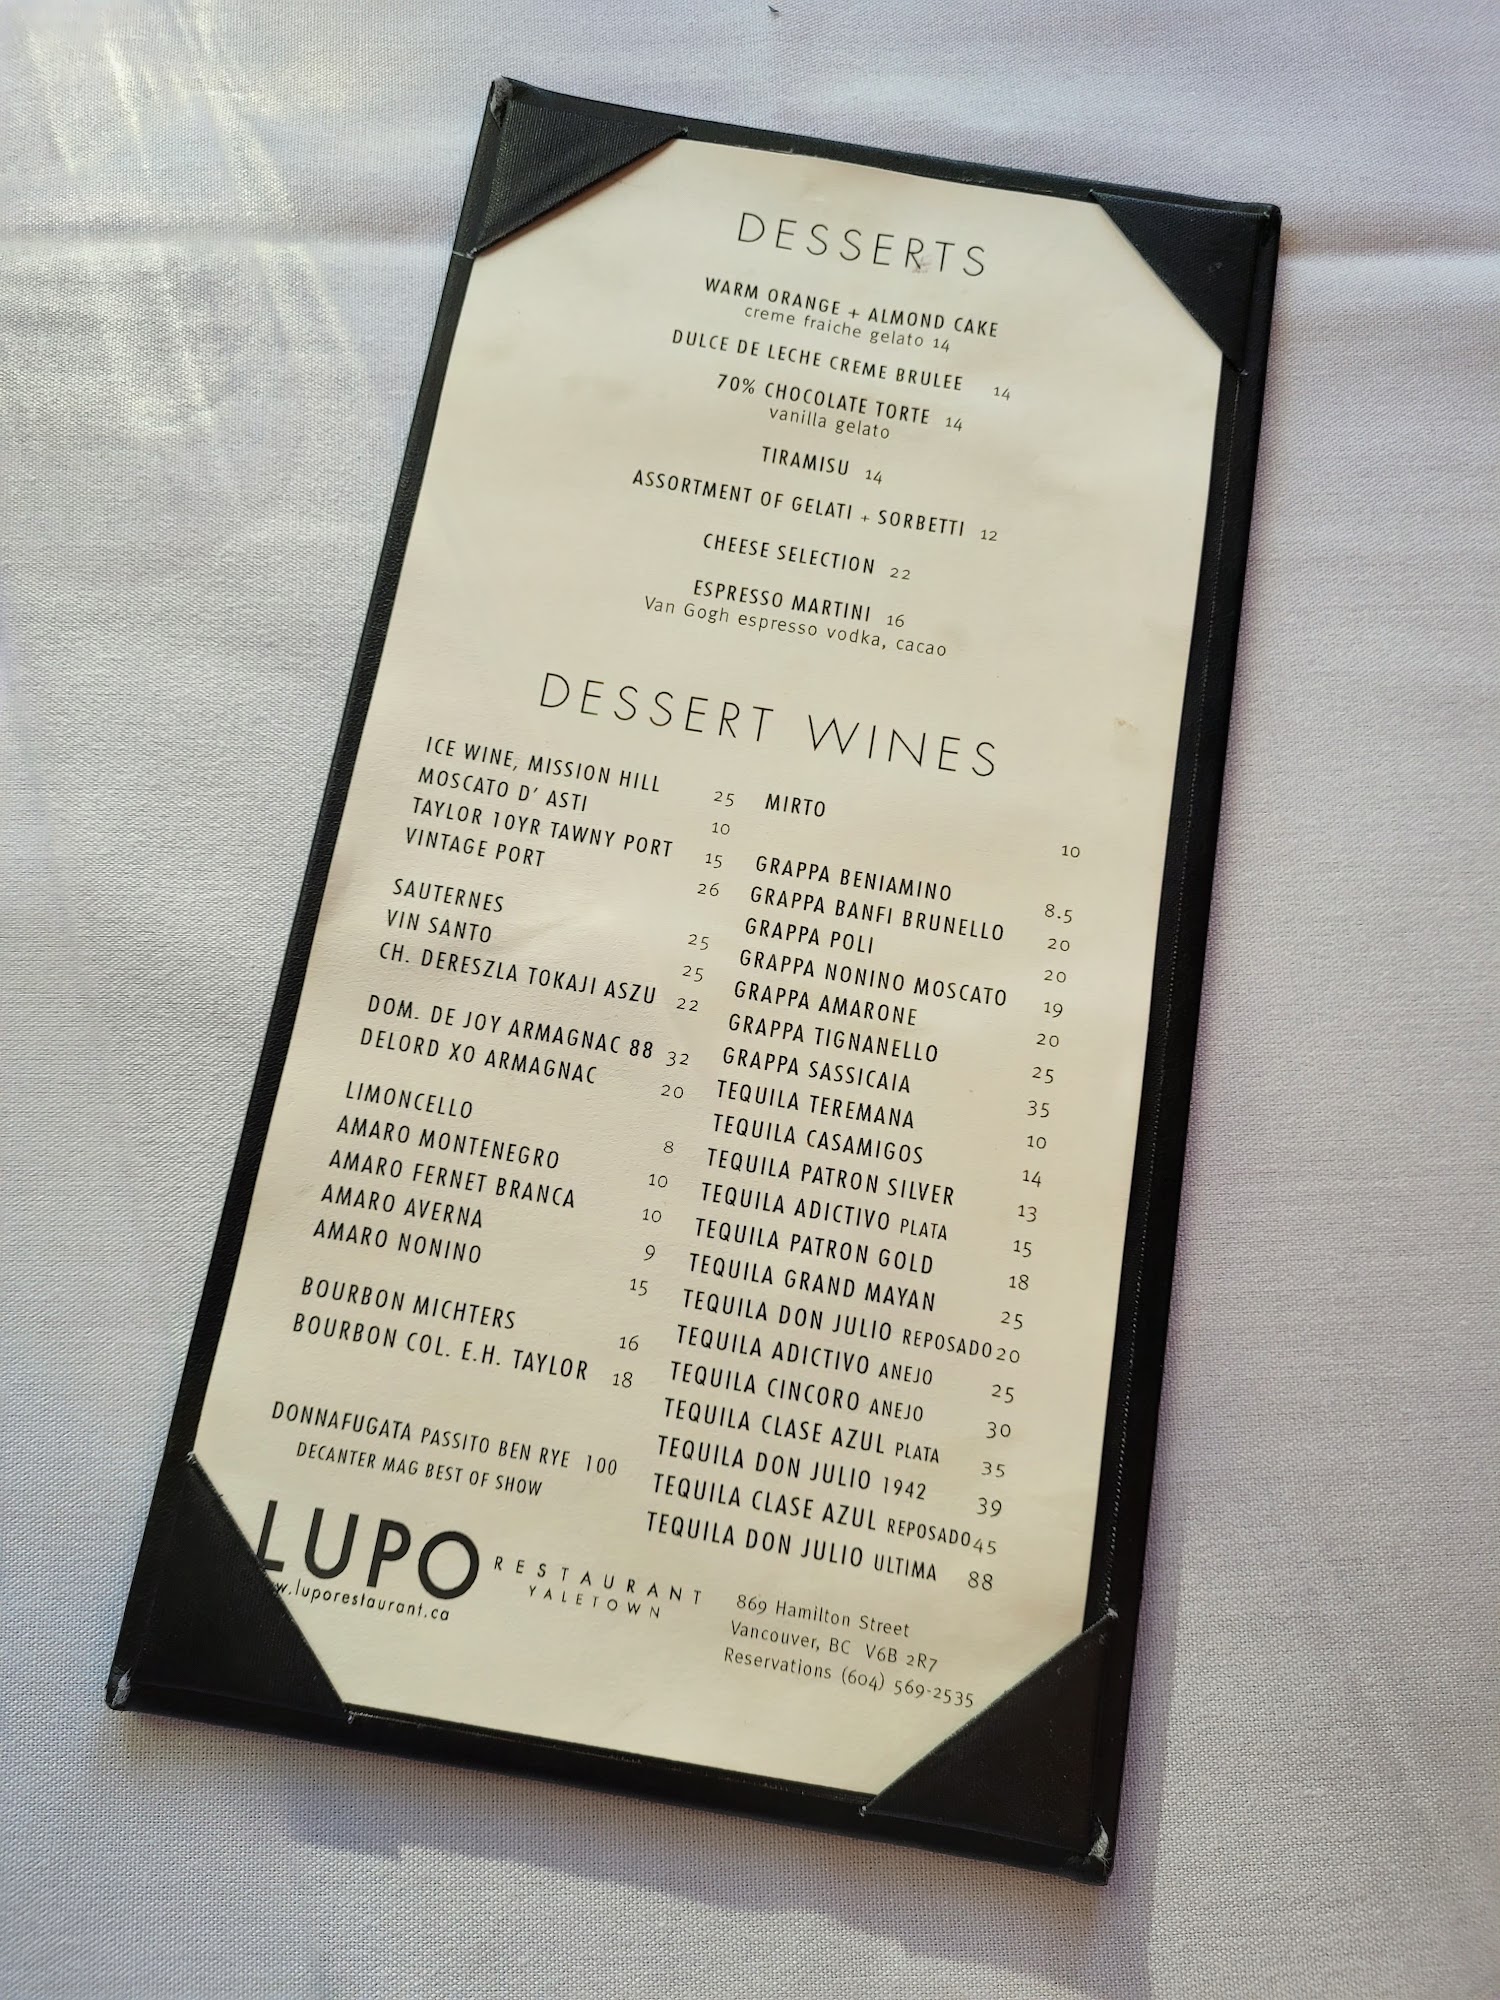 DESSERTS
WARM ORANGE + ALMOND CAKE
creme fraiche gelato 14
DULCE DE LECHE CREME BRULEE 14
70% CHOCOLATE TORTE 14
vanilla gelato
TIRAMISU 14
ASSORTMENT OF GELATI + SORBETTI 12
CHEESE SELECTION 22
ESPRESSO MARTINI 16
Van Gogh espresso vodka, cacao
DESSERT WINES
ICE WINE, MISSION HILL 25
MOSCATO D' ASTI 10
TAYLOR 10YR TAWNY PORT 15
VINTAGE PORT 26
SAUTERNES 25
VIN SANTO 25
CH. DERESZLA TOKAJI ASZU 22
DOM. DE JOY ARMAGNAC 88 32
DELORD XO ARMAGNAC 20
LIMONCELLO 8
AMARO MONTENEGRO 10
AMARO FERNET BRANCA 10
AMARO AVERNA 9
AMARO NONINO 15
BOURBON MICHTERS 16
BOURBON COL. E.H. TAYLOR 18
DONNAFUGATA PASSITO BEN RYE 100
DECANTER MAG BEST OF SHOW
MIRTO 10
GRAPPA BENIAMINO 8.5
GRAPPA BANFI BRUNELLO 20
GRAPPA POLI 20
GRAPPA NONINO MOSCATO 19
GRAPPA AMARONE 20
GRAPPA TIGNANELLO 25
GRAPPA SASSICAIA 35
TEQUILA TEREMANA 10
TEQUILA CASAMIGOS 14
TEQUILA PATRON SILVER 13
TEQUILA ADICTIVO PLATA 15
TEQUILA PATRON GOLD 18
TEQUILA GRAND MAYAN 25
TEQUILA DON JULIO REPOSADO 20
TEQUILA ADICTIVO ANEJO 25
TEQUILA CINCORO ANEJO 30
TEQUILA CLASE AZUL PLATA 35
TEQUILA DON JULIO 1942 39
TEQUILA CLASE AZUL REPOSADO 45
TEQUILA DON JULIO ULTIMA 88
LUPO RESTAURANT
YALETOWN
w.luporestaurant.ca
869 Hamilton Street
Vancouver, BC V6B 2R7
Reservations (604) 569-2535